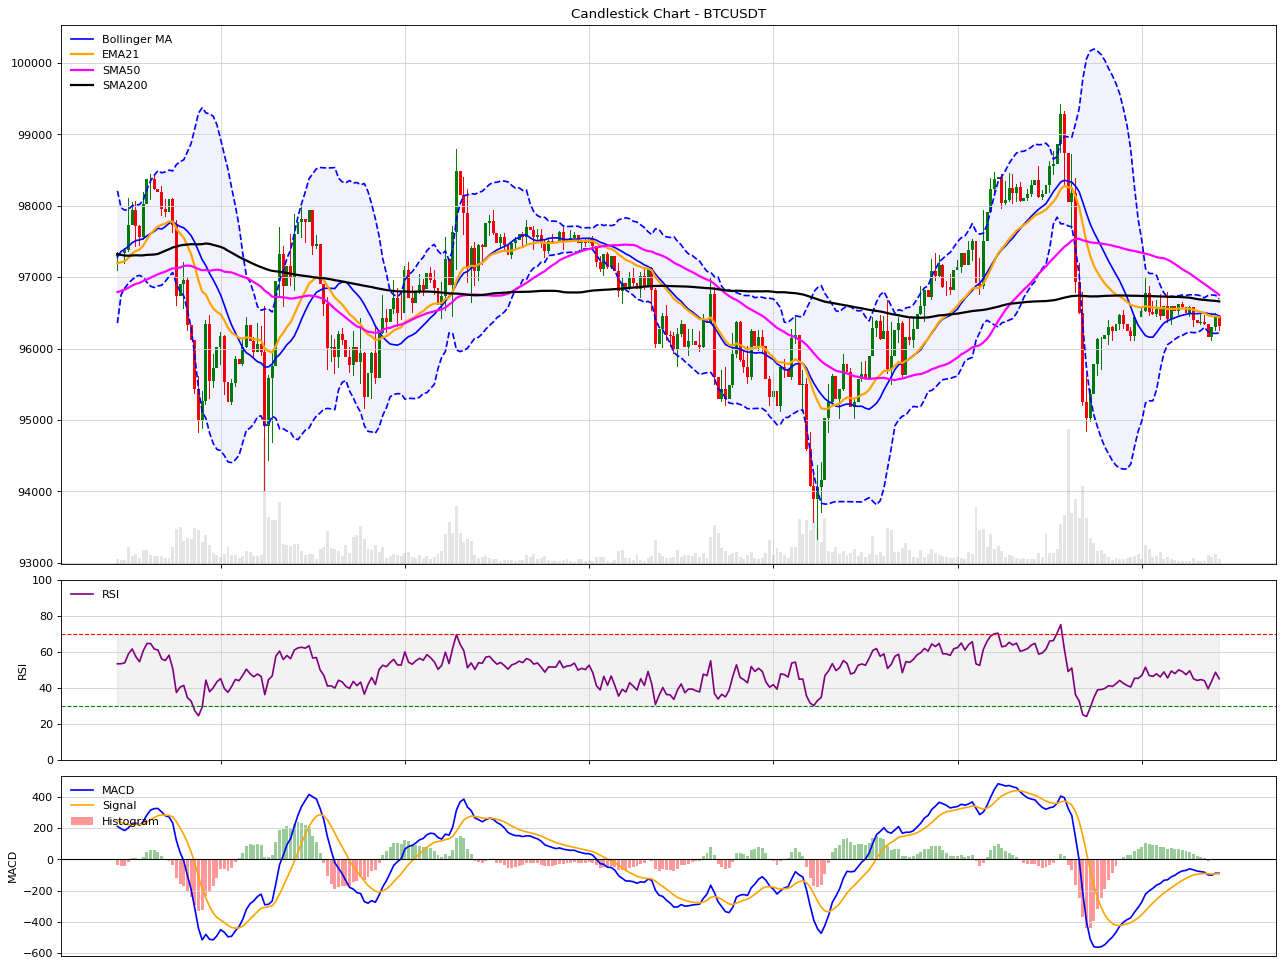 Candlestick Chart - BTCUSDT
Bollinger MA
EMA21
SMA50
SMA200
100000
99000
98000
97000
96000
95000
94000
93000
RSI
100
80
60
40
20
0
RSI
MACD
Signal
Histogram
400
200
0
−200
−400
−600
MACD